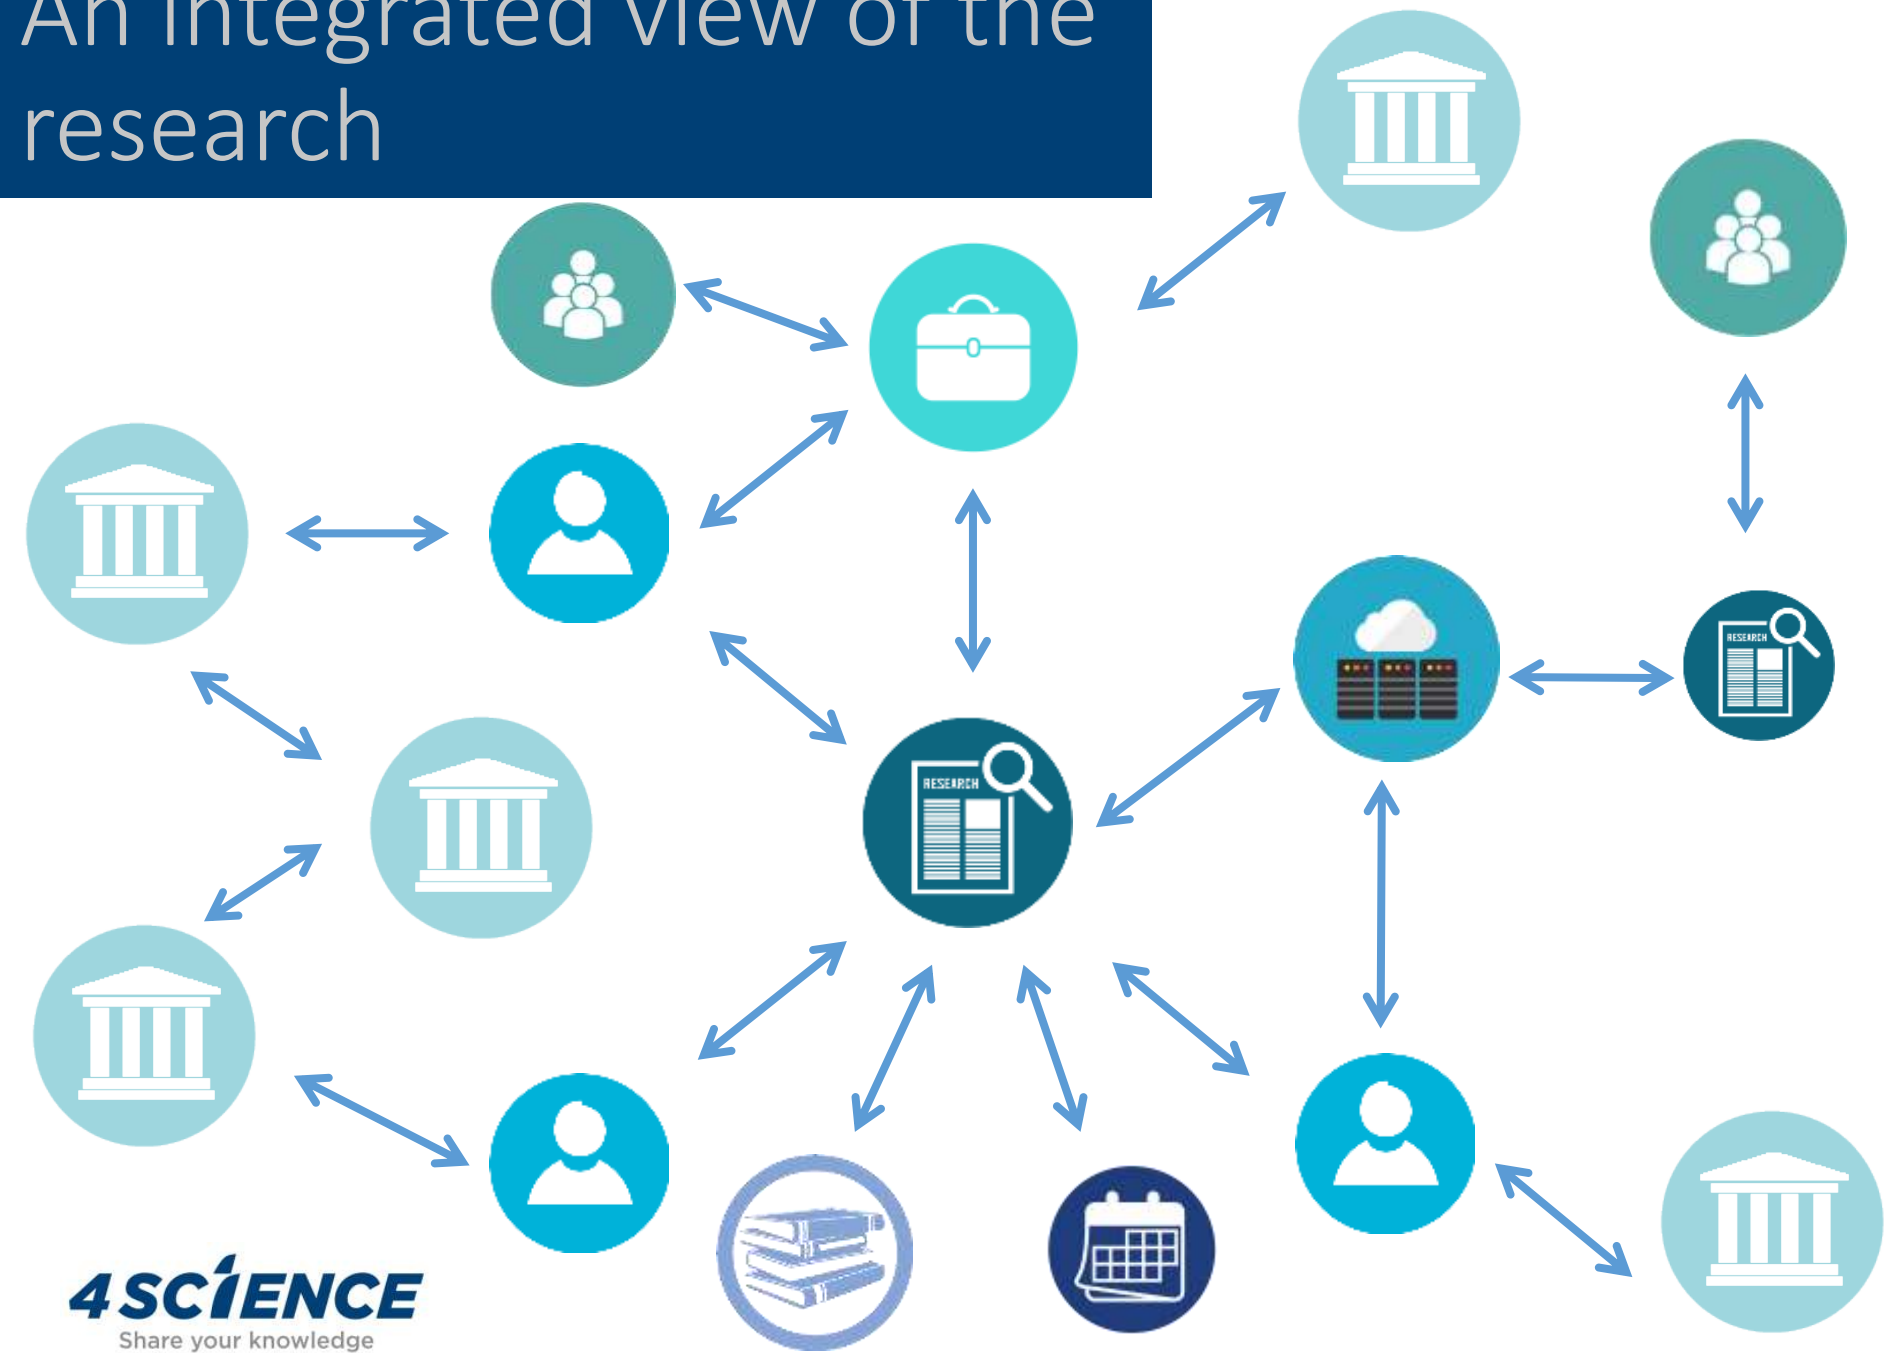 An integrated view of the
research
RESEARCH
RESEARCH
4SCIENCE
Share your knowledge